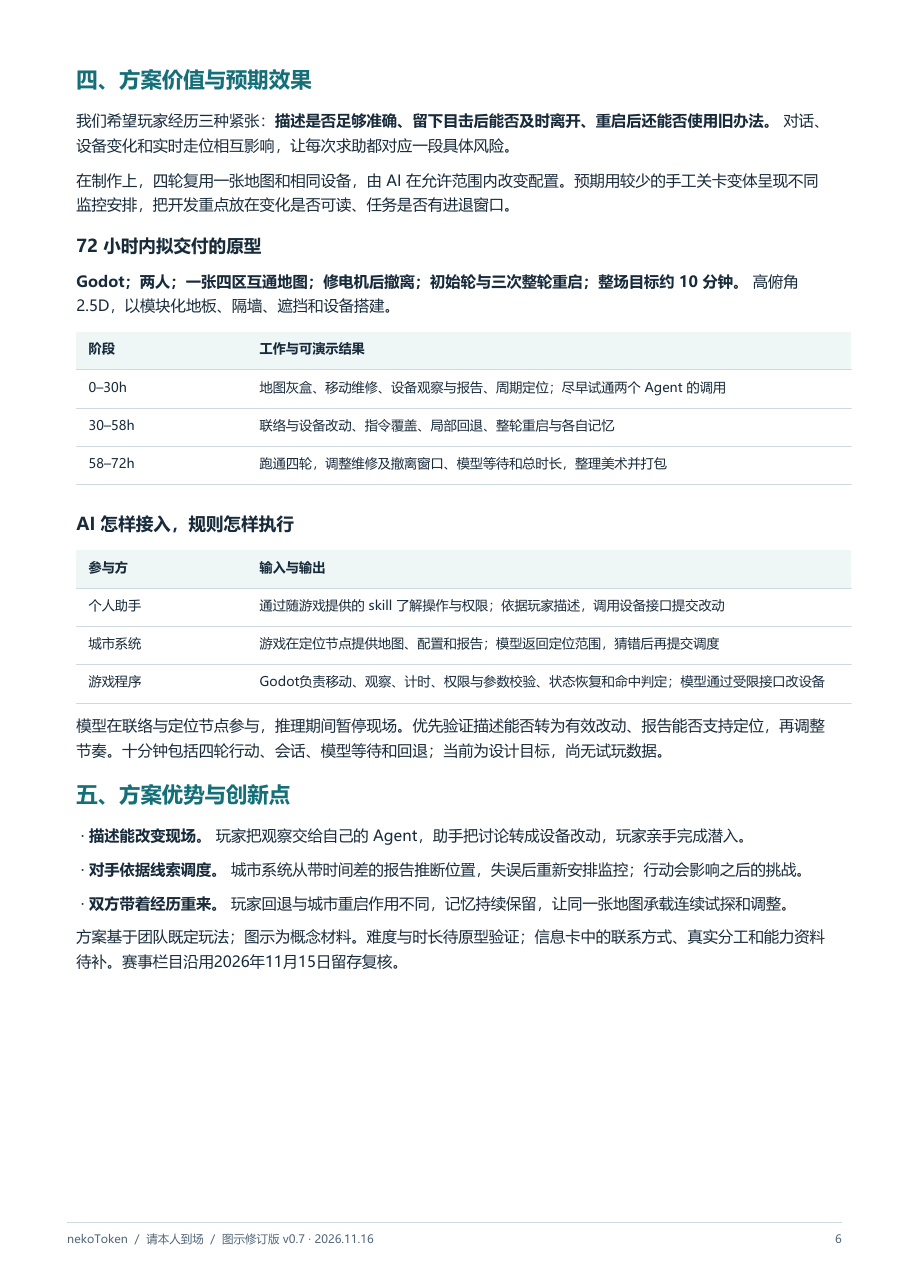 四、方案价值与预期效果
我们希望玩家经历三种紧张：描述是否足够准确、留下目击后能否及时离开、重启后还能否使用旧办法。 对话、
设备变化和实时走位相互影响，让每次求助都对应一段具体风险。
在制作上，四轮复用一张地图和相同设备，由 AI 在允许范围内改变配置。预期用较少的手工关卡变体呈现不同
监控安排，把开发重点放在变化是否可读、任务是否有进退窗口。
72 小时内拟交付的原型
Godot；两人；一张四区互通地图；修电机后撤离；初始轮与三次整轮重启；整场目标约 10 分钟。 高俯角
2.5D，以模块化地板、隔墙、遮挡和设备搭建。
阶段 工作与可演示结果
0–30h 地图灰盒、移动维修、设备观察与报告、周期定位；尽早试通两个 Agent 的调用
30–58h 联络与设备改动、指令覆盖、局部回退、整轮重启与各自记忆
58–72h 跑通四轮，调整维修及撤离窗口、模型等待和总时长，整理美术并打包
AI 怎样接入，规则怎样执行
参与方 输入与输出
个人助手 通过随游戏提供的 skill 了解操作与权限；依据玩家描述，调用设备接口提交改动
城市系统 游戏在定位节点提供地图、配置和报告；模型返回定位范围，猜错后再提交调度
游戏程序 Godot负责移动、观察、计时、权限与参数校验、状态恢复和命中判定；模型通过受限接口改设备
模型在联络与定位节点参与，推理期间暂停现场。优先验证描述能否转为有效改动、报告能否支持定位，再调整
节奏。十分钟包括四轮行动、会话、模型等待和回退；当前为设计目标，尚无试玩数据。
五、方案优势与创新点
· 描述能改变现场。 玩家把观察交给自己的 Agent，助手把讨论转成设备改动，玩家亲手完成潜入。
· 对手依据线索调度。 城市系统从带时间差的报告推断位置，失误后重新安排监控；行动会影响之后的挑战。
· 双方带着经历重来。 玩家回退与城市重启作用不同，记忆持续保留，让同一张地图承载连续试探和调整。
方案基于团队既定玩法；图示为概念材料。难度与时长待原型验证；信息卡中的联系方式、真实分工和能力资料
待补。赛事栏目沿用2026年11月15日留存复核。
nekoToken / 请本人到场 / 图示修订版 v0.7 · 2026.11.16 6